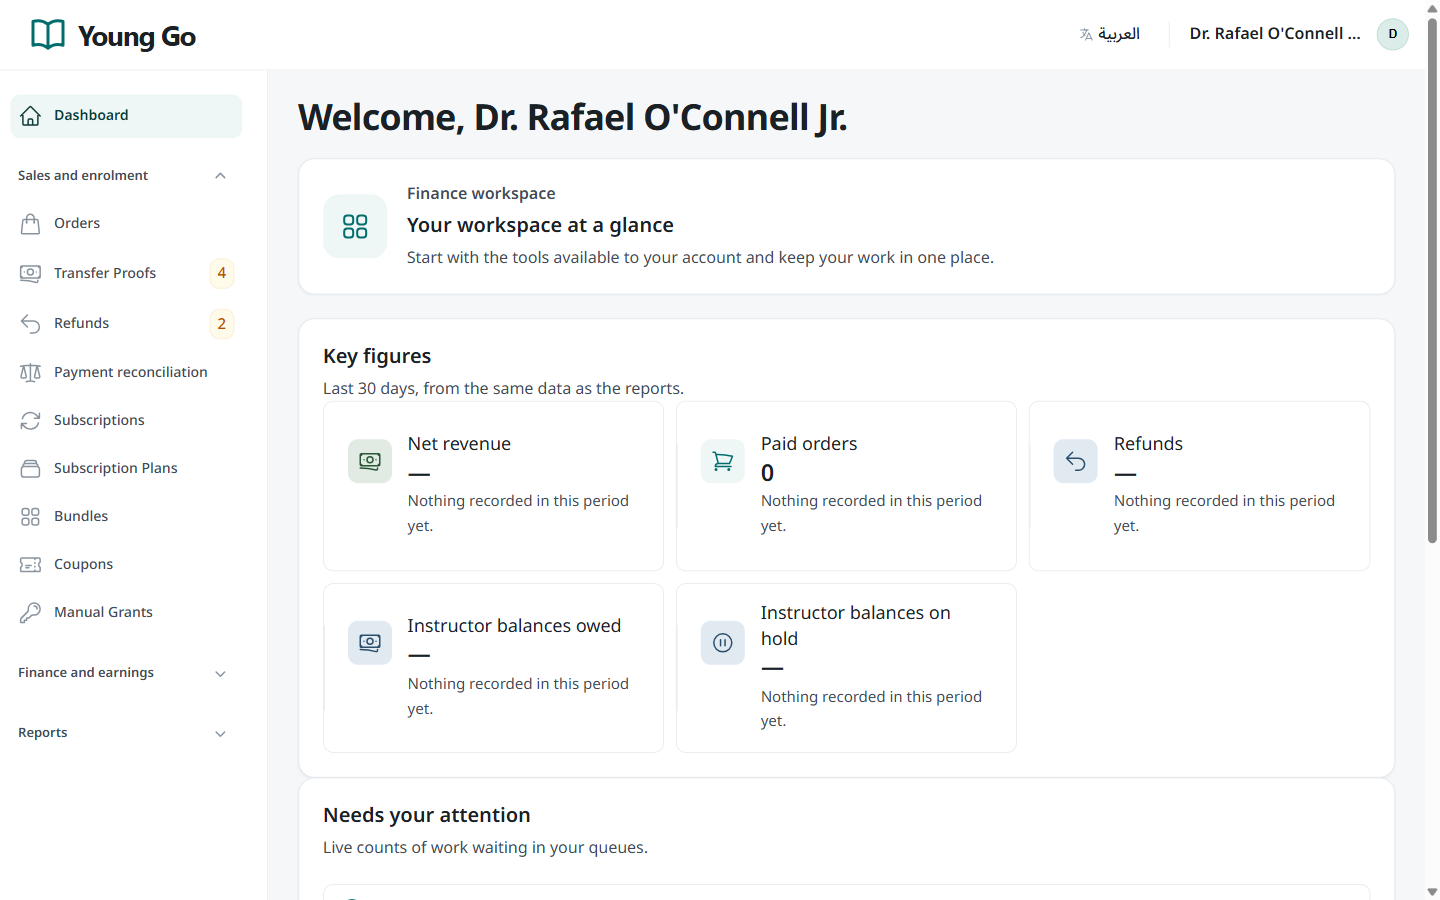 Young Go
العربية
Dr. Rafael O'Connell ...
D
Dashboard
Sales and enrolment
Orders
Transfer Proofs
4
Refunds
2
Payment reconciliation
Subscriptions
Subscription Plans
Bundles
Coupons
Manual Grants
Finance and earnings
Reports
Welcome, Dr. Rafael O'Connell Jr.
Finance workspace
Your workspace at a glance
Start with the tools available to your account and keep your work in one place.
Key figures
Last 30 days, from the same data as the reports.
Net revenue
—
Nothing recorded in this period
yet.
Paid orders
0
Nothing recorded in this period
yet.
Refunds
—
Nothing recorded in this period
yet.
Instructor balances owed
—
Nothing recorded in this period
yet.
Instructor balances on
hold
—
Nothing recorded in this period
yet.
Needs your attention
Live counts of work waiting in your queues.